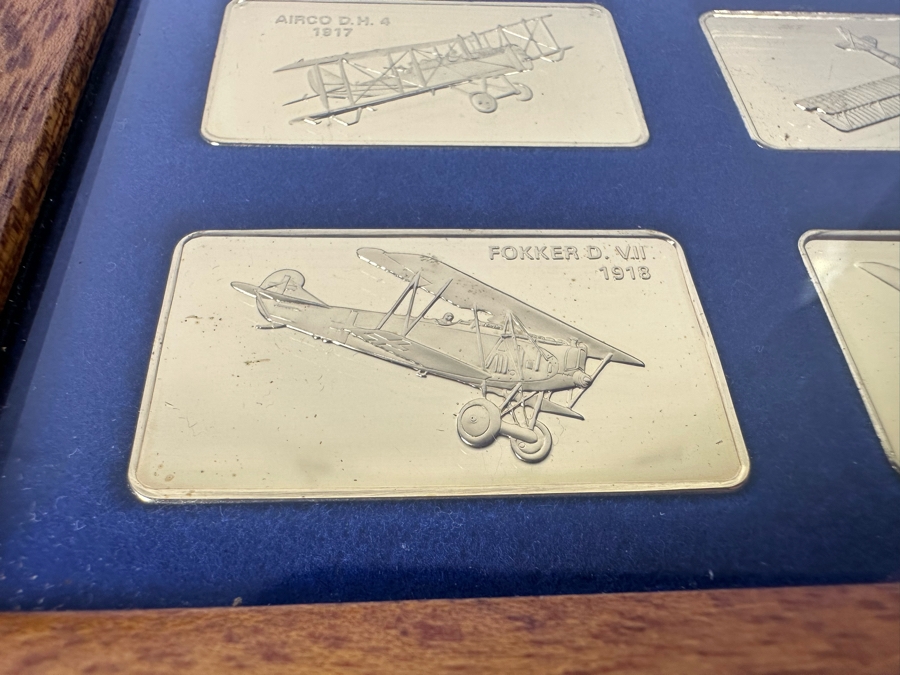 AIRCO D.H. 4
1917
FOKKER D. VII
1918